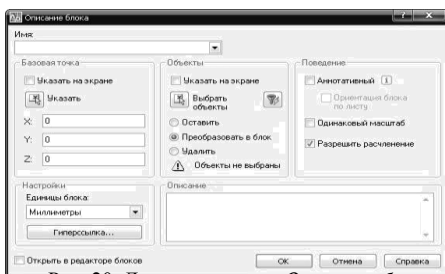 Описание блока
Имя:
Базовая точка
Указать на экране
Указать
X: 0
Y: 0
Z: 0
Объекты
Указать на экране
Выбрать
объекты
Оставить
Преобразовать в блок
Удалить
Объекты не выбраны
Поведение
Аннотативный
Ориентация блока
по листу
Одинаковый масштаб
Разрешить расчленение
Настройки
Единицы блока:
Миллиметры
Гиперссылка...
Описание
Открыть в редакторе блоков
OK Отмена Справка